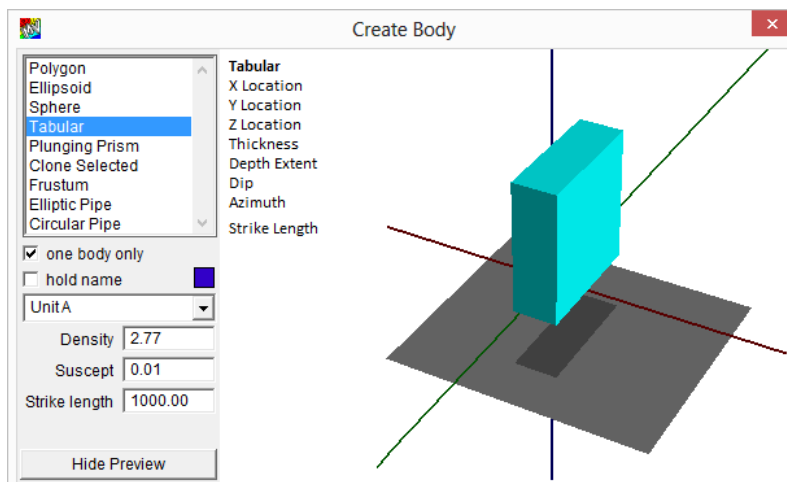 Create Body
Polygon
Ellipsoid
Sphere
Tabular
Plunging Prism
Clone Selected
Frustum
Elliptic Pipe
Circular Pipe
one body only
hold name
Unit A
Density 2.77
Suscept 0.01
Strike length 1000.00
Hide Preview
Tabular
X Location
Y Location
Z Location
Thickness
Depth Extent
Dip
Azimuth
Strike Length